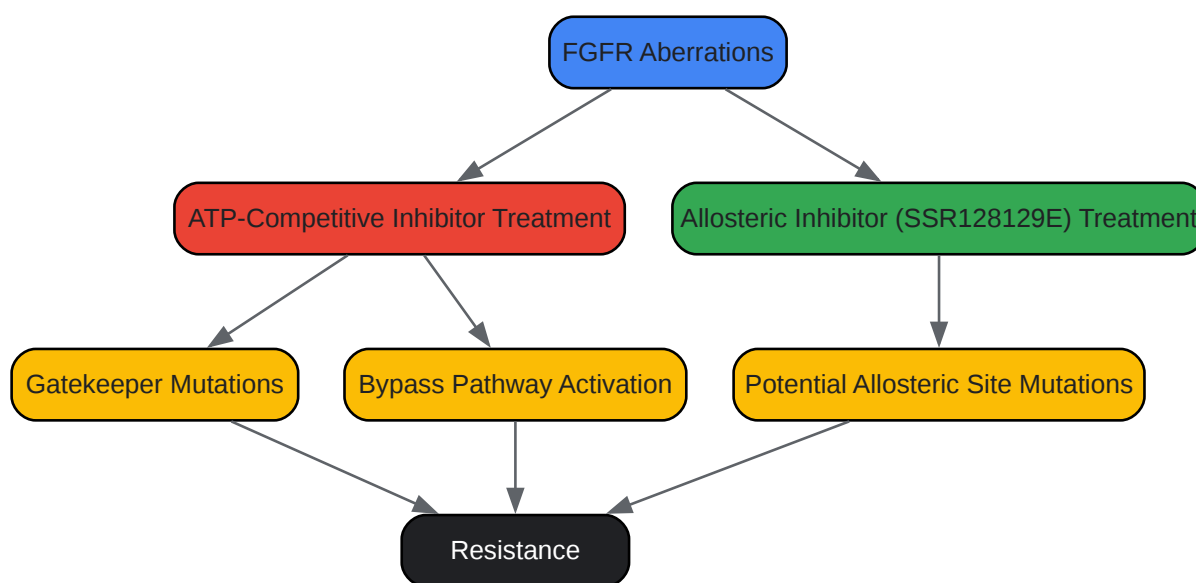 FGFR Aberrations
ATP-Competitive Inhibitor Treatment
Allosteric Inhibitor (SSR128129E) Treatment
Gatekeeper Mutations
Bypass Pathway Activation
Potential Allosteric Site Mutations
Resistance